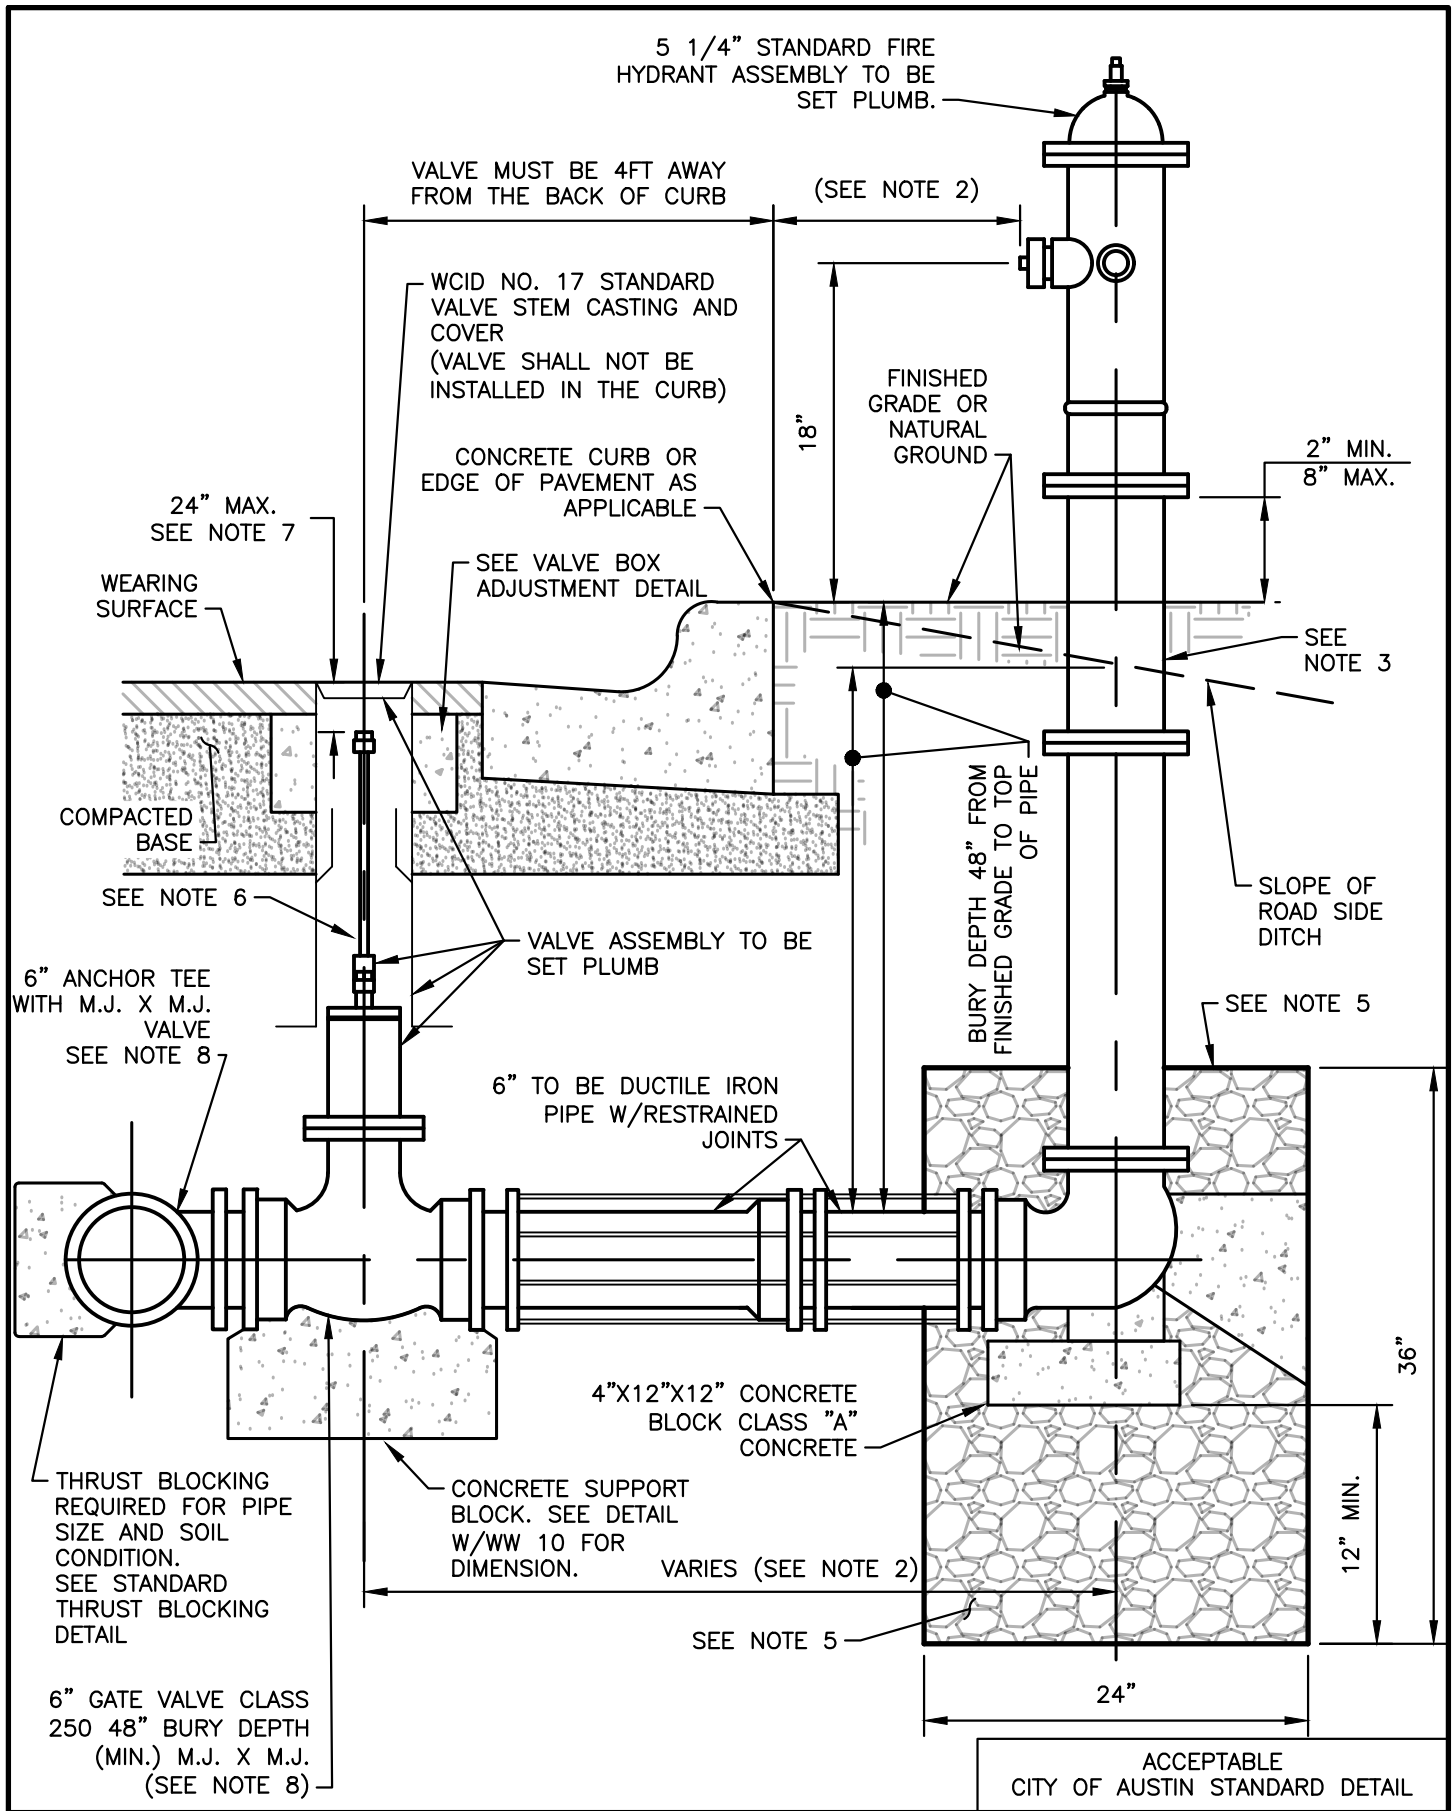 5 1/4" STANDARD FIRE
HYDRANT ASSEMBLY TO BE
SET PLUMB.
VALVE MUST BE 4FT AWAY
FROM THE BACK OF CURB
(SEE NOTE 2)
WCID NO. 17 STANDARD
VALVE STEM CASTING AND
COVER
(VALVE SHALL NOT BE
INSTALLED IN THE CURB)
FINISHED
GRADE OR
NATURAL
GROUND
18"
2" MIN.
8" MAX.
CONCRETE CURB OR
EDGE OF PAVEMENT AS
APPLICABLE
24" MAX.
SEE NOTE 7
SEE VALVE BOX
ADJUSTMENT DETAIL
WEARING
SURFACE
SEE
NOTE 3
COMPACTED
BASE
BURY DEPTH 48" FROM
FINISHED GRADE TO TOP
OF PIPE
SEE NOTE 6
SLOPE OF
ROAD SIDE
DITCH
VALVE ASSEMBLY TO BE
SET PLUMB
6" ANCHOR TEE
WITH M.J. X M.J.
VALVE
SEE NOTE 8
SEE NOTE 5
6" TO BE DUCTILE IRON
PIPE W/RESTRAINED
JOINTS
36"
4"X12"X12" CONCRETE
BLOCK CLASS "A"
CONCRETE
THRUST BLOCKING
REQUIRED FOR PIPE
SIZE AND SOIL
CONDITION.
SEE STANDARD
THRUST BLOCKING
DETAIL
CONCRETE SUPPORT
BLOCK. SEE DETAIL
W/WW 10 FOR
DIMENSION.
VARIES (SEE NOTE 2)
12" MIN.
SEE NOTE 5
6" GATE VALVE CLASS
250 48" BURY DEPTH
(MIN.) M.J. X M.J.
(SEE NOTE 8)
24"
ACCEPTABLE
CITY OF AUSTIN STANDARD DETAIL